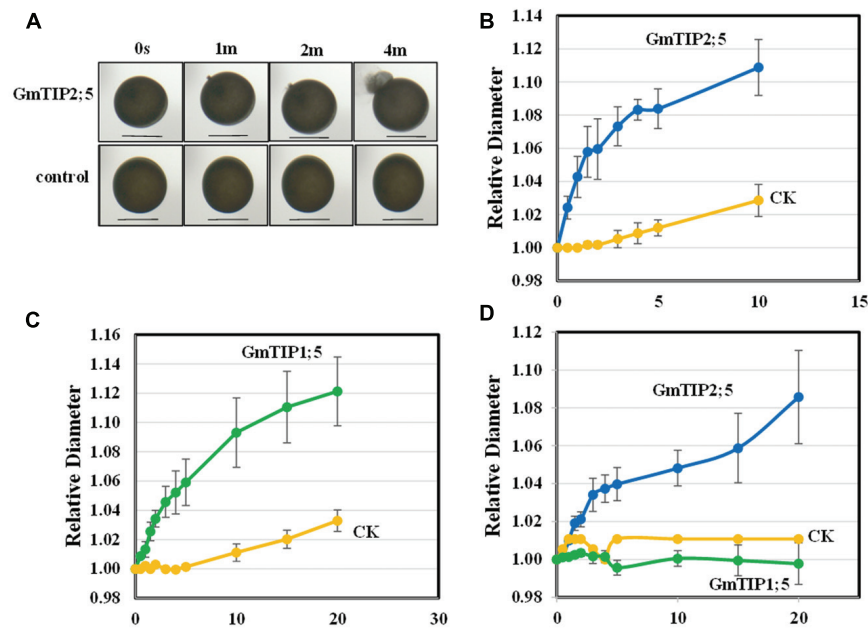 A
0s 1m 2m 4m
GmTIP2;5
control
B
1.14
1.12
1.10
1.08
1.06
1.04
1.02
1.00
0.98
Relative Diameter
GmTIP2;5
CK
0 5 10 15
C
1.16
1.14
1.12
1.10
1.08
1.06
1.04
1.02
1.00
0.98
Relative Diameter
GmTIP1;5
CK
0 10 20 30
D
1.12
1.10
1.08
1.06
1.04
1.02
1.00
0.98
Relative Diameter
GmTIP2;5
CK
GmTIP1;5
0 10 20